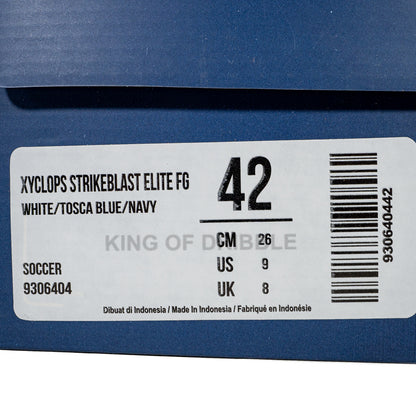 XYCLOPS STRIKEBLAST ELITE FG
WHITE/TOSCA BLUE/NAVY
42
KING OF DRIBBLE
CM 26
US 9
UK 8
SOCCER
9306404
Dibuat di Indonesia / Made In Indonesia / Fabriqué en Indonésie
930640442